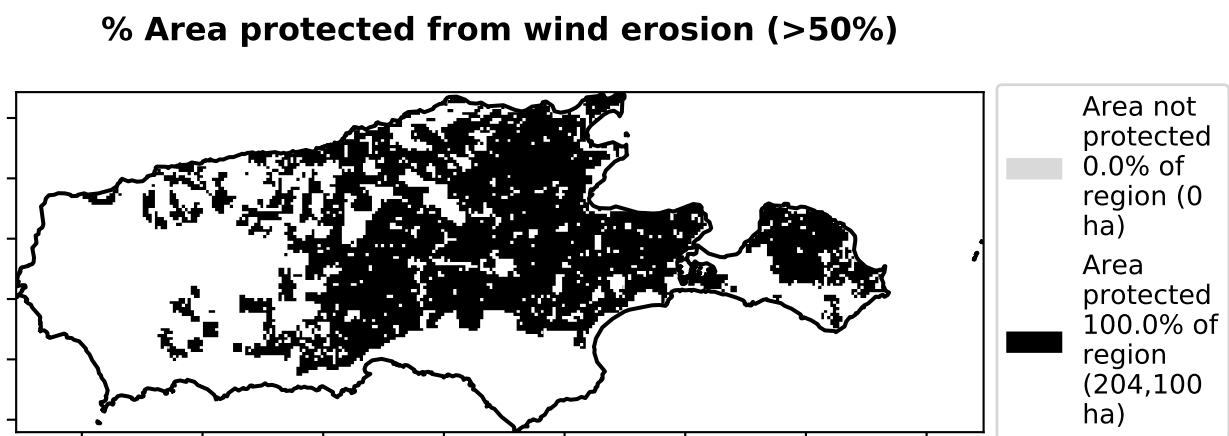 % Area protected from wind erosion (>50%)
Area not
protected
0.0% of
region (0
ha)
Area
protected
100.0% of
region
(204,100
ha)